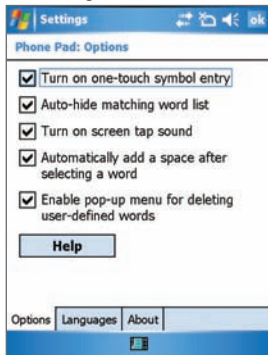 Settings
ok
Phone Pad: Options
Turn on one-touch symbol entry
Auto-hide matching word list
Turn on screen tap sound
Automatically add a space after
selecting a word
Enable pop-up menu for deleting
user-defined words
Help
Options Languages About